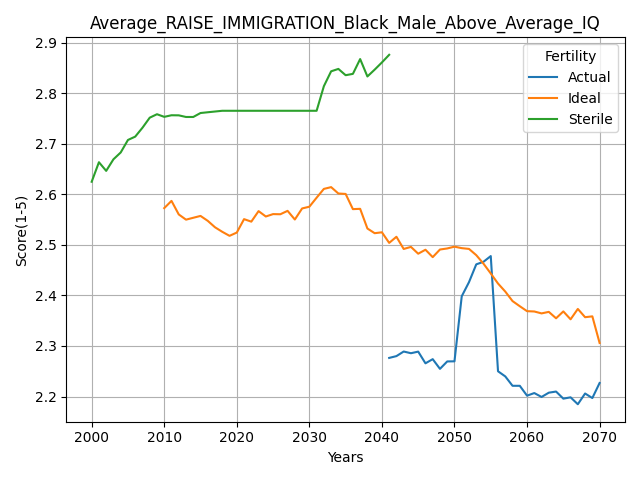 Average_RAISE_IMMIGRATION_Black_Male_Above_Average_IQ
2.9
2.8
2.7
2.6
2.5
2.4
2.3
2.2
Score(1-5)
Fertility
Actual
Ideal
Sterile
2000 2010 2020 2030 2040 2050 2060 2070
Years